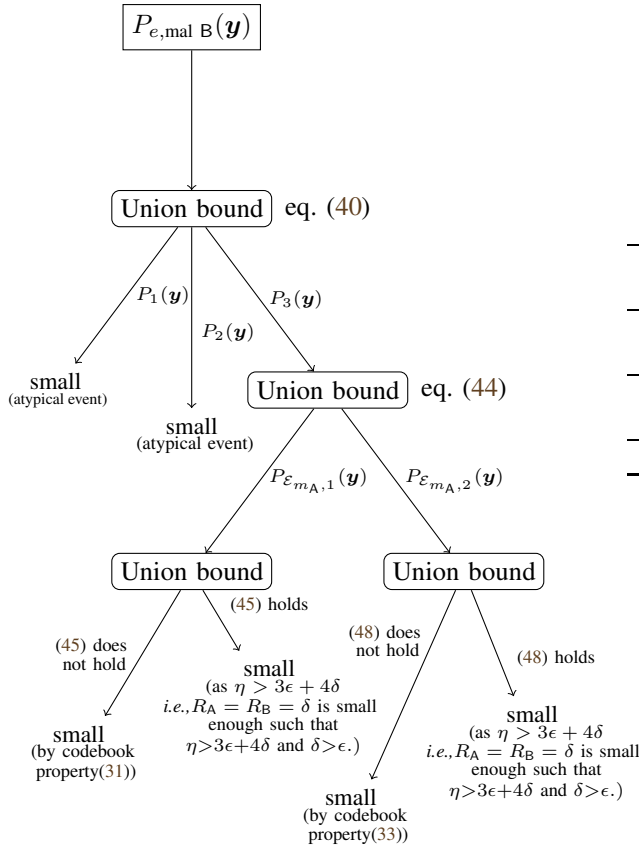 P_{e,mal B}(y)
Union bound eq. (40)
P_1(y)
P_2(y)
P_3(y)
small
(atypical event)
small
(atypical event)
Union bound eq. (44)
P_{ℰ_{m_A},1}(y)
P_{ℰ_{m_A},2}(y)
Union bound
Union bound
(45) does
not hold
(45) holds
small
(by codebook
property(31))
small
(as η > 3ϵ + 4δ
i.e., R_A = R_B = δ is small
enough such that
η>3ϵ+4δ and δ>ϵ.)
(48) does
not hold
(48) holds
small
(by codebook
property(33))
small
(as η > 3ϵ + 4δ
i.e., R_A = R_B = δ is small
enough such that
η>3ϵ+4δ and δ>ϵ.)